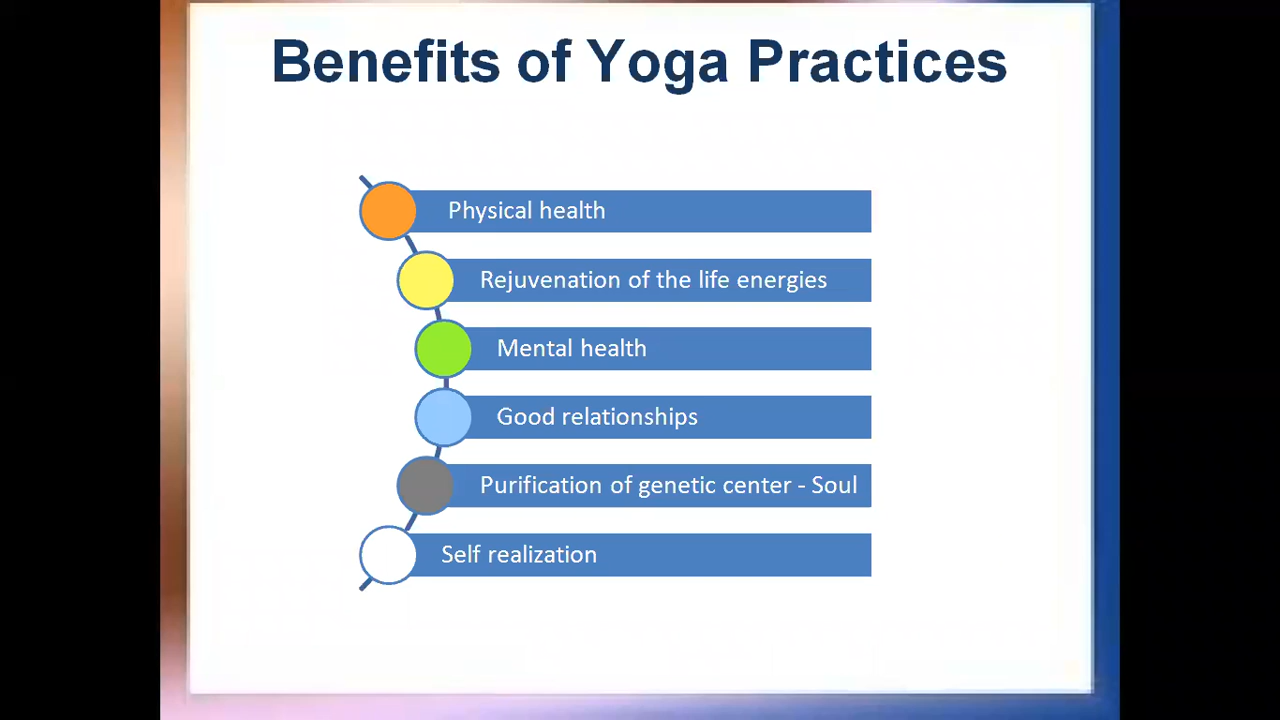 Benefits of Yoga Practices
Physical health
Rejuvenation of the life energies
Mental health
Good relationships
Purification of genetic center - Soul
Self realization